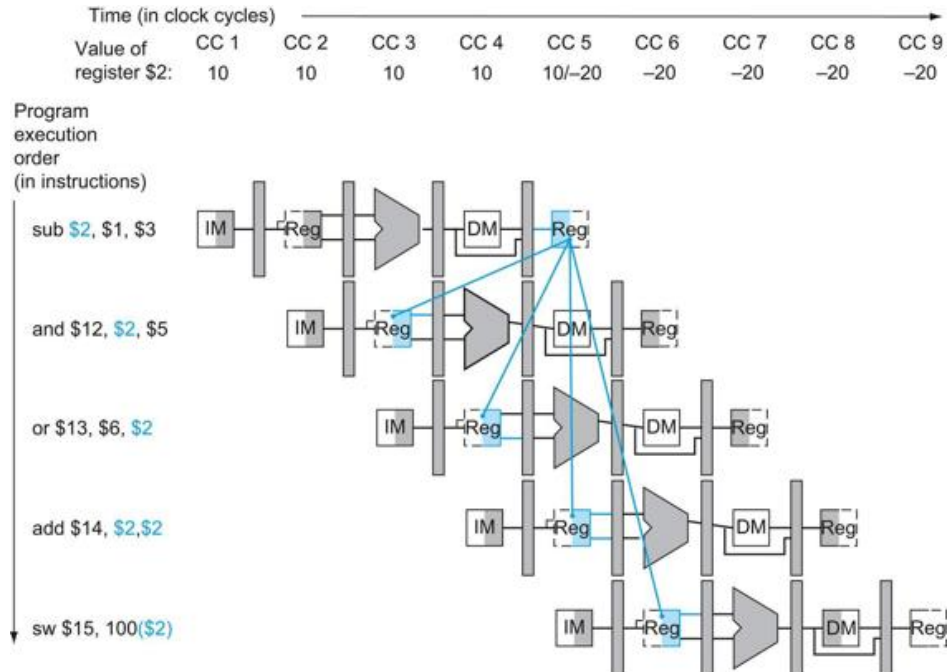 Time (in clock cycles)
Value of register $2:
CC 1 CC 2 CC 3 CC 4 CC 5 CC 6 CC 7 CC 8 CC 9
10 10 10 10 10/–20 –20 –20 –20 –20
Program
execution
order
(in instructions)
sub $2, $1, $3
IM Reg DM Reg
and $12, $2, $5
IM Reg DM Reg
or $13, $6, $2
IM Reg DM Reg
add $14, $2,$2
IM Reg DM Reg
sw $15, 100($2)
IM Reg DM Reg